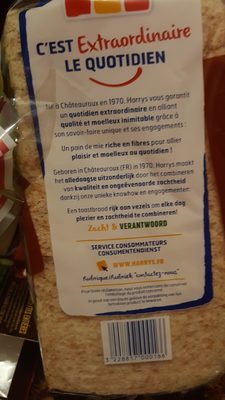 C'EST Extraordinaire
LE QUOTIDIEN
Né à Châteauroux en 1970, Harrys vous garantit
un quotidien extraordinaire en alliant
qualité et moelleux inimitable grâce à
son savoir-faire unique et ses engagements :
Un pain de mie riche en fibres pour allier
plaisir et moelleux au quotidien !
Geboren in Châteauroux (FR) in 1970, Harrys maakt
het alledaagse uitzonderlijk door het combineren
van kwaliteit en ongeëvenaarde zachtheid
dankzij onze unieke knowhow en engagementen:
Een toastbrood rijk aan vezels om elke dag
plezier en zachtheid te combineren!
Zacht & VERANTWOORD
SERVICE CONSOMMATEURS
CONSUMENTENDIENST
WWW.HARRYS.FR
Rubrique/Rubriek "contactez-nous"
3 228857 000166